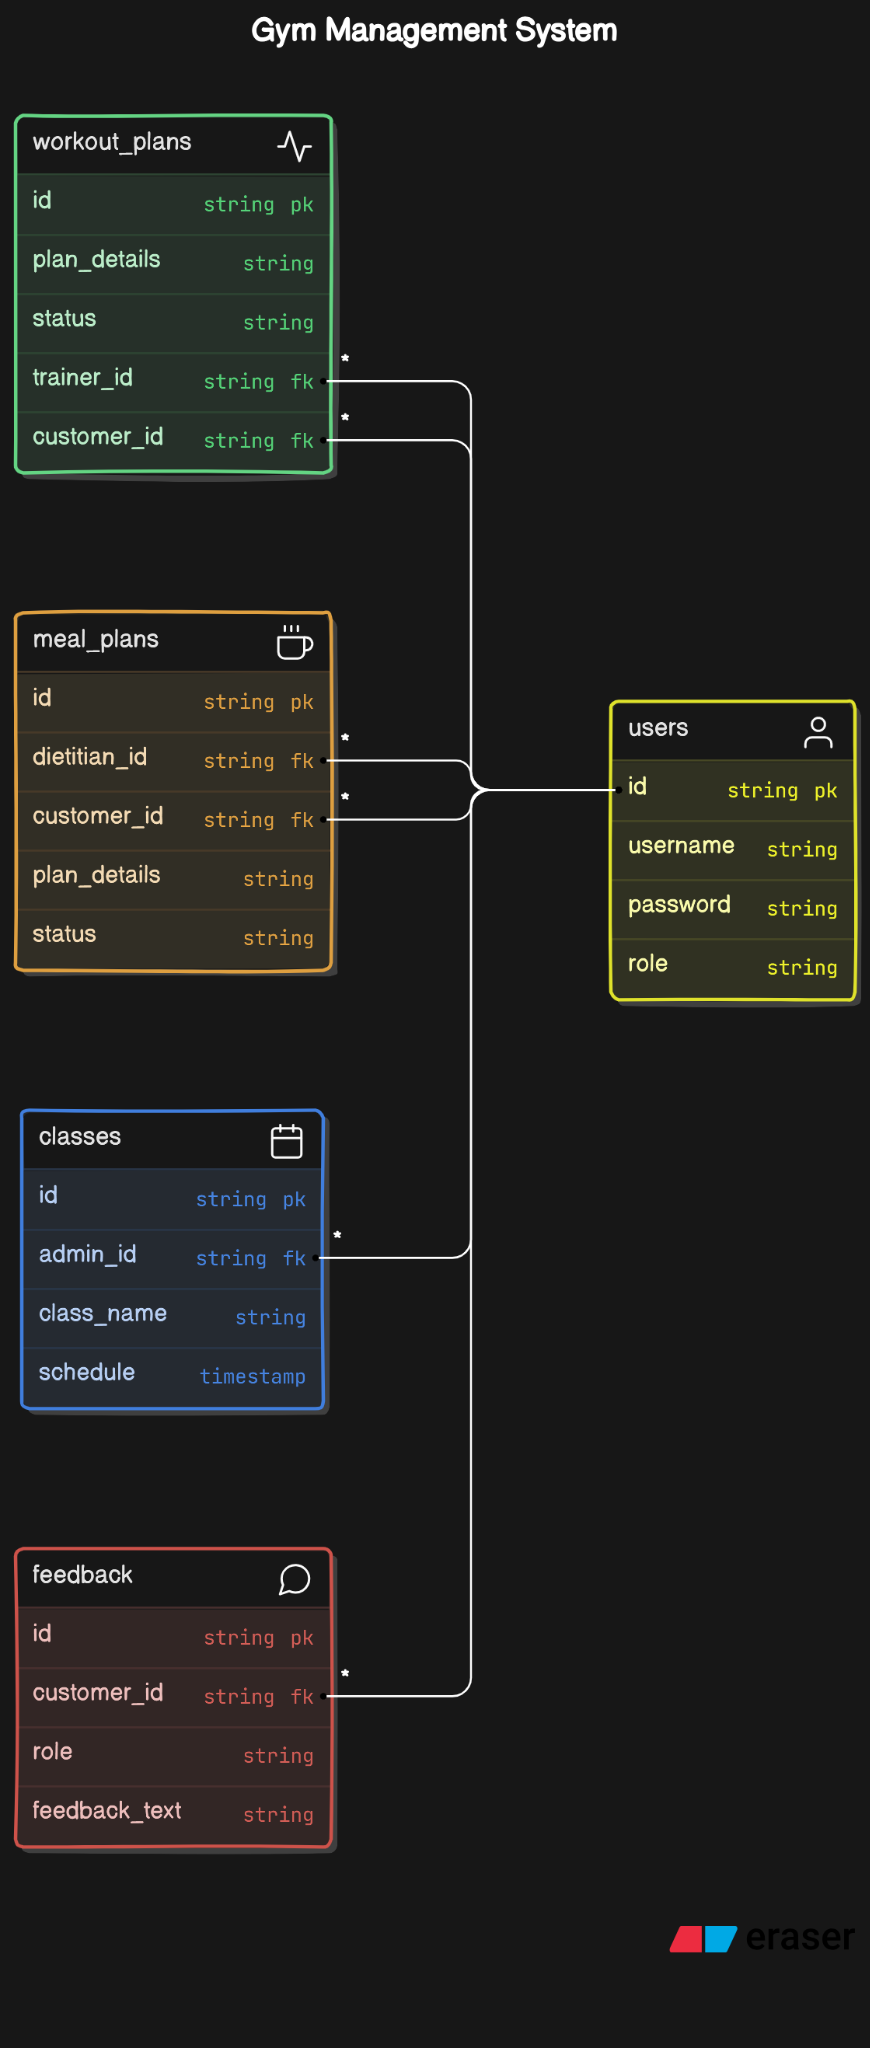 Gym Management System
workout_plans
id string pk
plan_details string
status string
trainer_id string fk *
customer_id string fk *
meal_plans
id string pk
dietitian_id string fk *
customer_id string fk *
plan_details string
status string
users
id string pk
username string
password string
role string
classes
id string pk
admin_id string fk *
class_name string
schedule timestamp
feedback
id string pk
customer_id string fk *
role string
feedback_text string
eraser